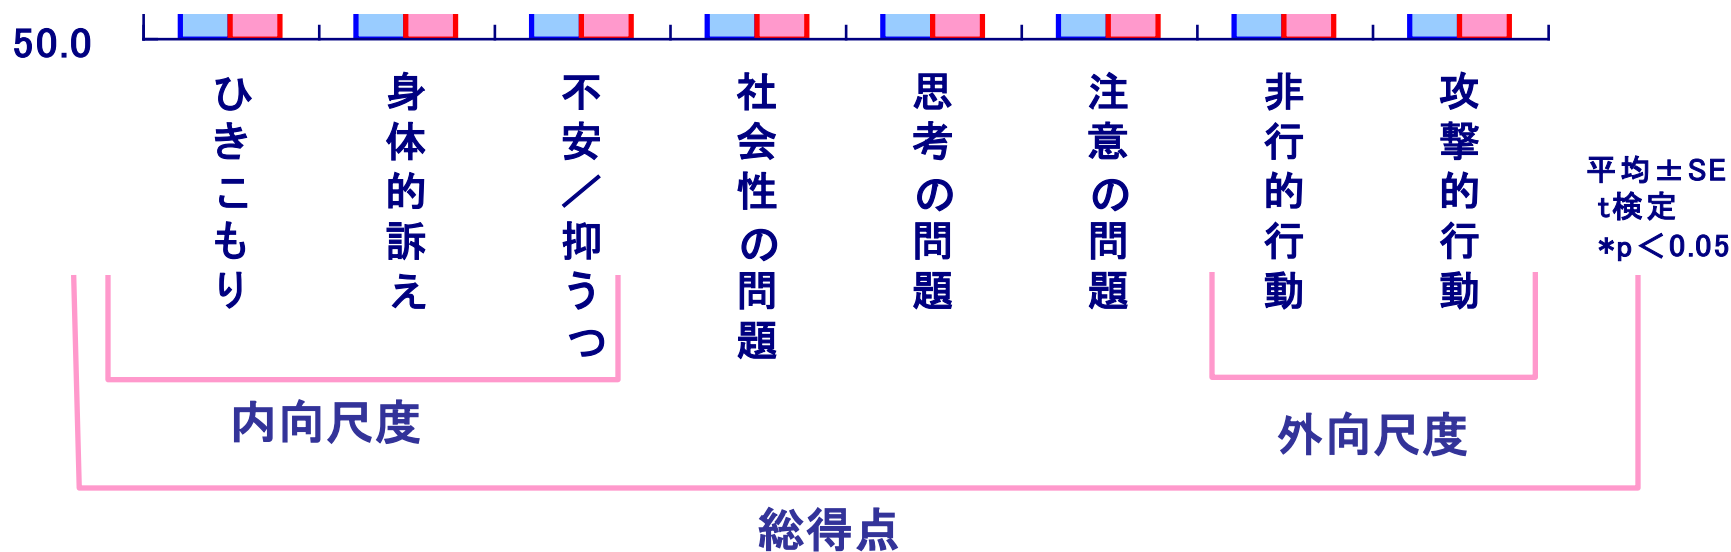 50.0
ひきこもり
身体的訴え
不安／抑うつ
社会性の問題
思考の問題
注意の問題
非行的行動
攻撃的行動
平均±SE
t検定
*p＜0.05
内向尺度
外向尺度
総得点